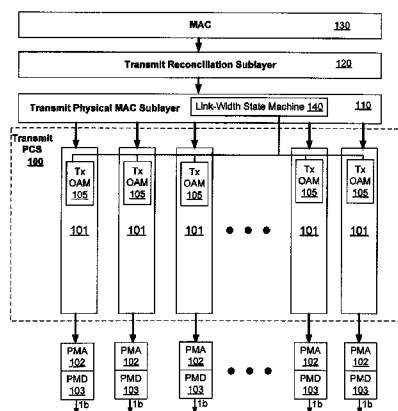 MAC 130
Transmit Reconciliation Sublayer 120
Transmit Physical MAC Sublayer Link-Width State Machine 140 110
Transmit
PCS
100
Tx Tx Tx Tx Tx
OAM OAM OAM OAM OAM
105 105 105 105 105
101 101 101 101 101
PMA PMA PMA PMA PMA
102 102 102 102 102
PMD PMD PMD PMD PMD
103 103 103 103 103
1b 1b 1b 1b 1b